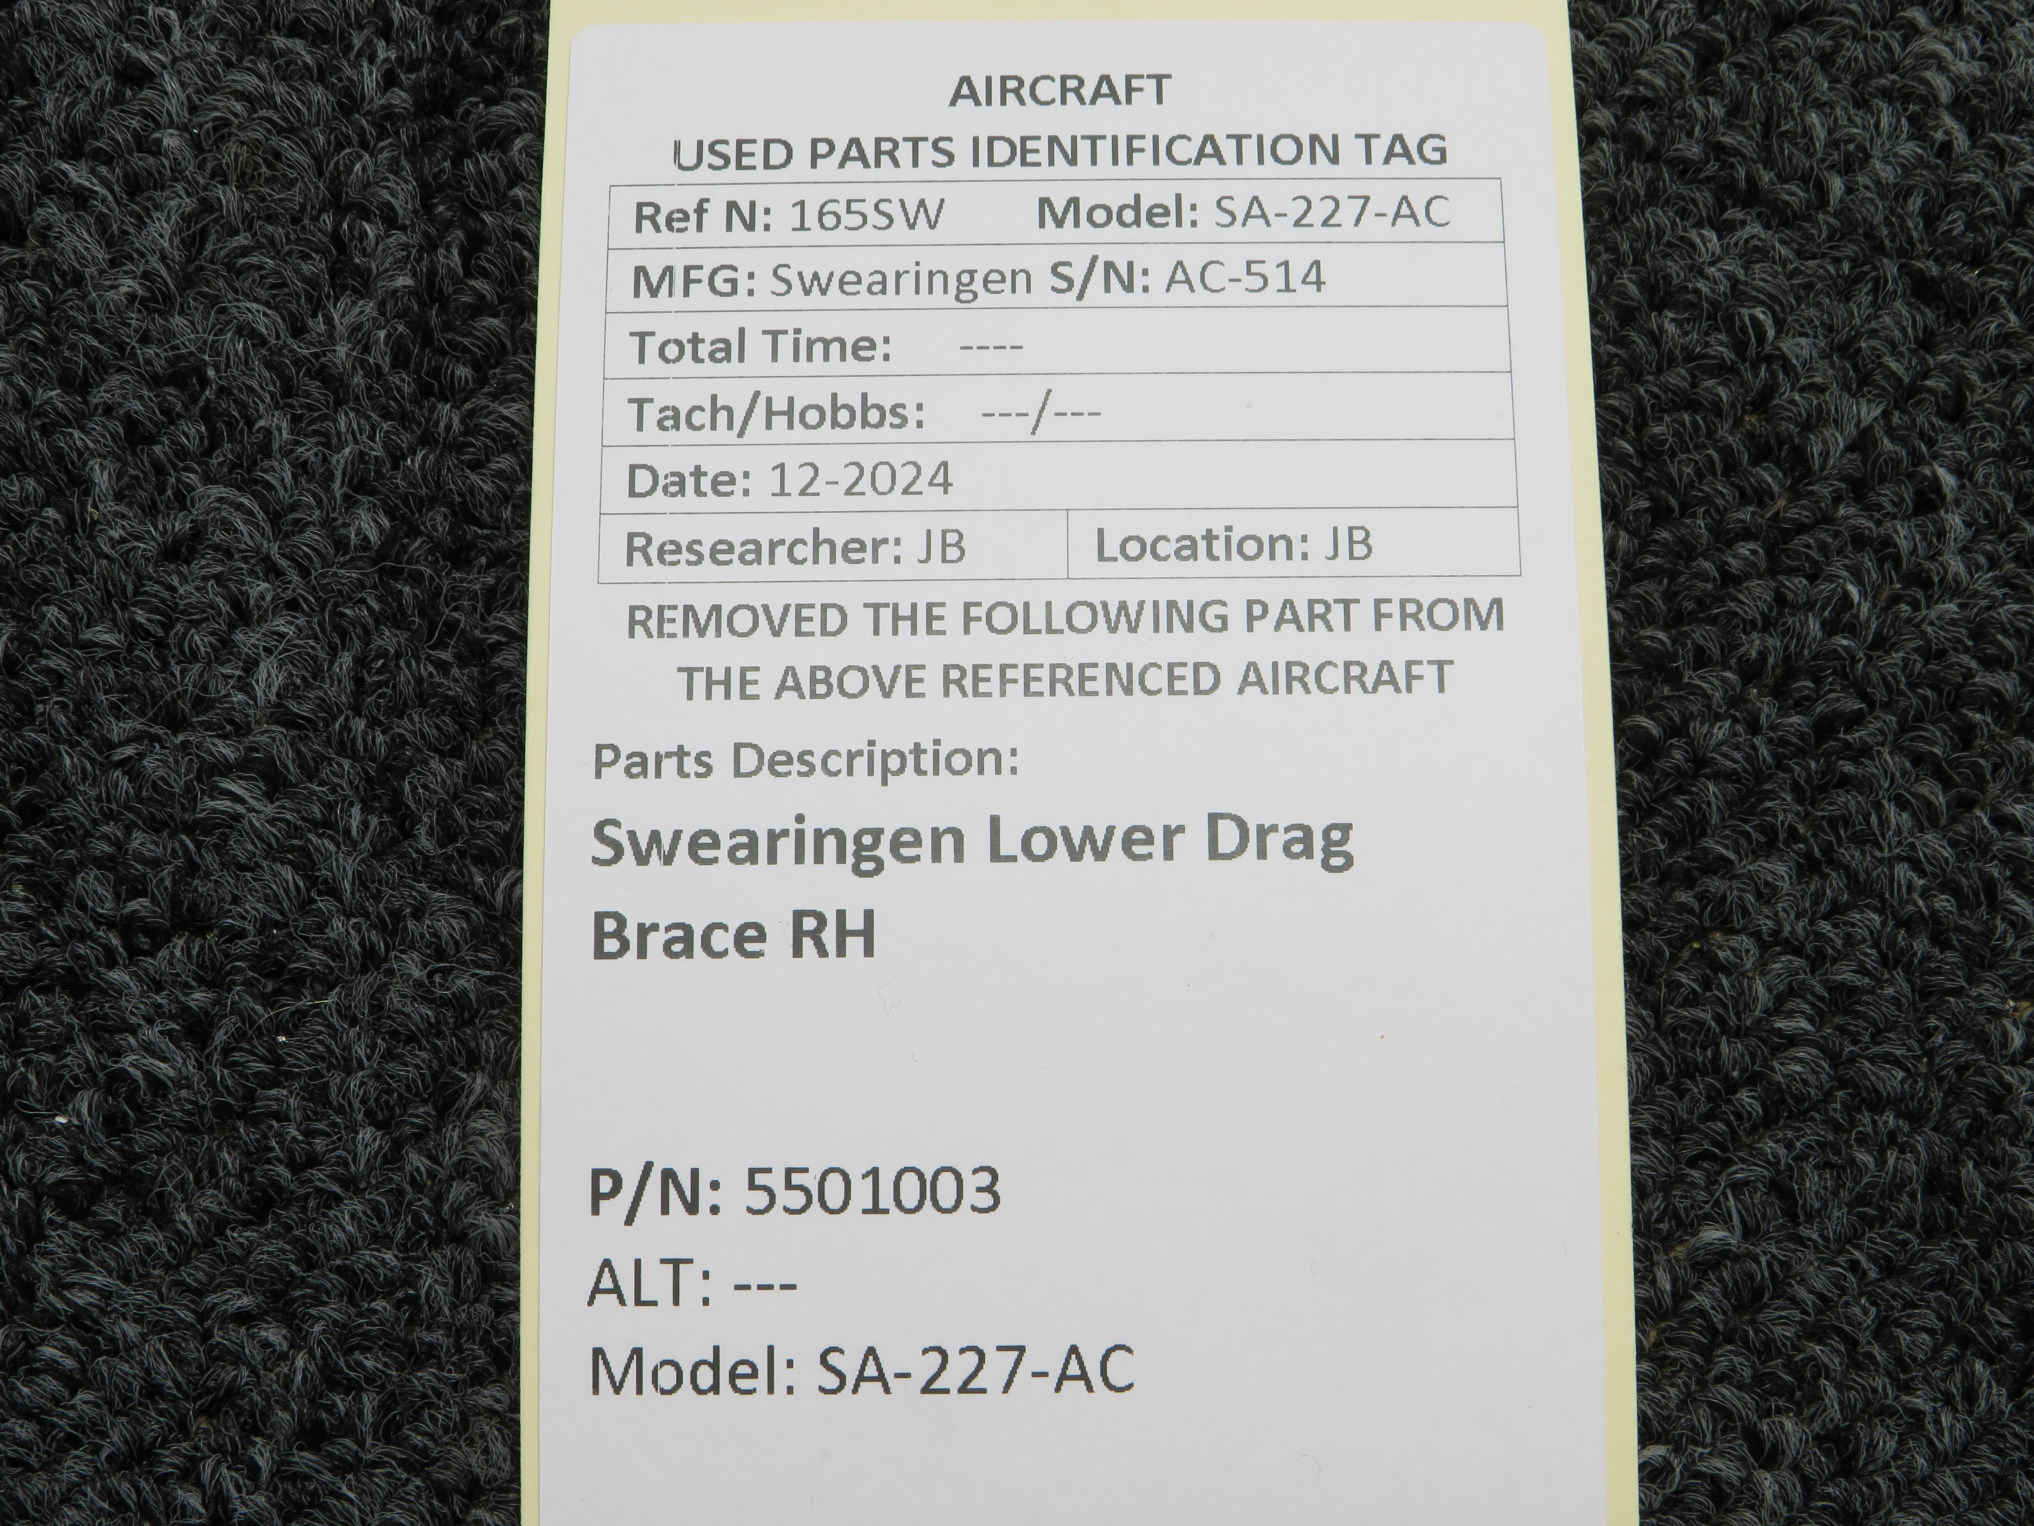 AIRCRAFT
USED PARTS IDENTIFICATION TAG
Ref N: 165SW Model: SA-227-AC
MFG: Swearingen S/N: AC-514
Total Time: ----
Tach/Hobbs: ---/---
Date: 12-2024
Researcher: JB Location: JB
REMOVED THE FOLLOWING PART FROM
THE ABOVE REFERENCED AIRCRAFT
Parts Description:
Swearingen Lower Drag
Brace RH
P/N: 5501003
ALT: ---
Model: SA-227-AC